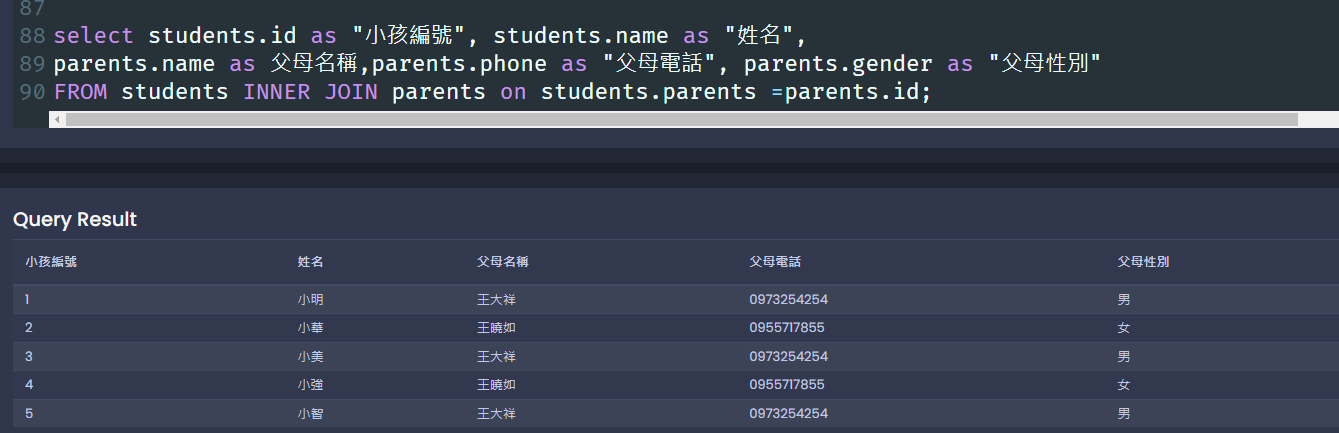 87
88 select students.id as "小孩編號", students.name as "姓名",
89 parents.name as 父母名稱,parents.phone as "父母電話", parents.gender as "父母性別"
90 FROM students INNER JOIN parents on students.parents =parents.id;
Query Result
小孩編號 姓名 父母名稱 父母電話 父母性別
1 小明 王大祥 0973254254 男
2 小華 王曉如 0955717855 女
3 小美 王大祥 0973254254 男
4 小強 王曉如 0955717855 女
5 小智 王大祥 0973254254 男